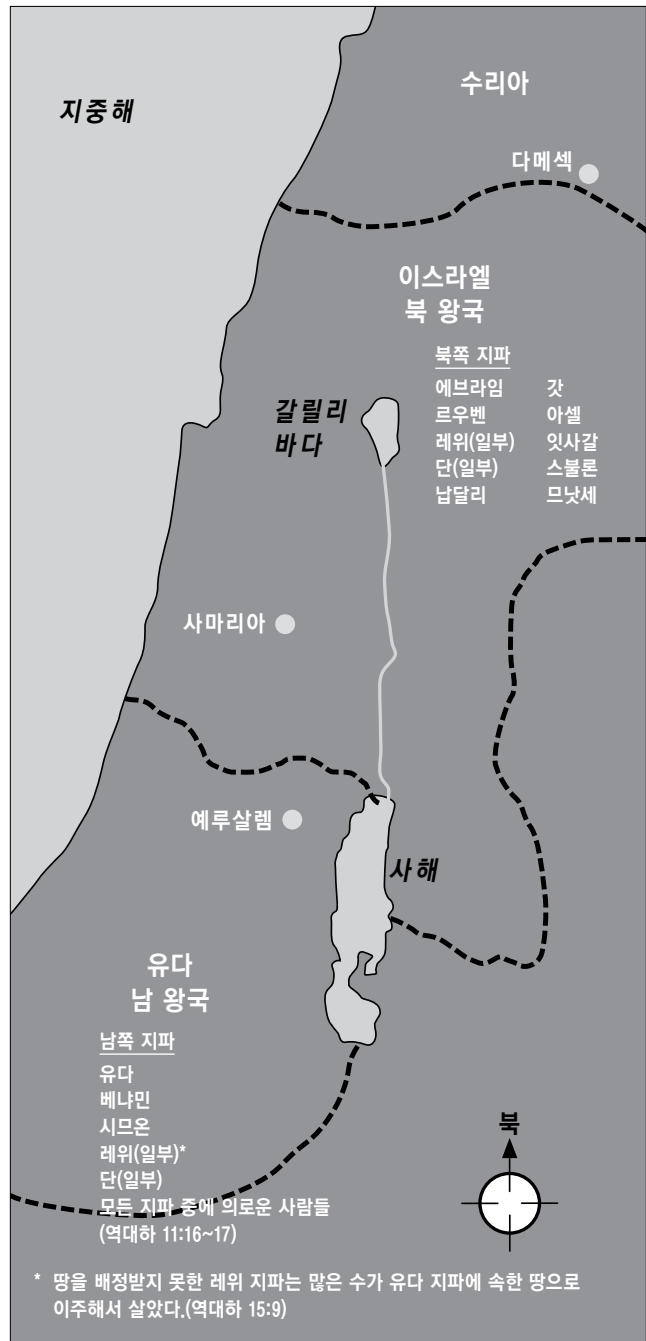 지중해
수리아
다메섹
이스라엘
북 왕국
북쪽 지파
에브라임 갓
르우벤 아셀
레위(일부) 잇사갈
단(일부) 스불론
납달리 므낫세
갈릴리
바다
사마리아
예루살렘
사해
유다
남 왕국
남쪽 지파
유다
베냐민
시므온
레위(일부)*
단(일부)
모든 지파 중에 의로운 사람들
(역대하 11:16~17)
북
* 땅을 배정받지 못한 레위 지파는 많은 수가 유다 지파에 속한 땅으로
이주해서 살았다.(역대하 15:9)